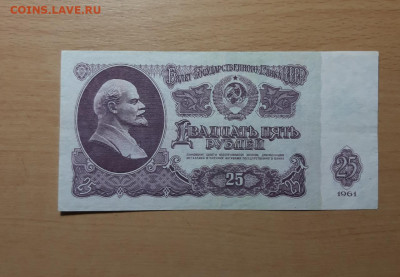 COINS.LAVE.RU
Билет Государственного Банка СССР
Двадцать пять
рублей
25
25
1961